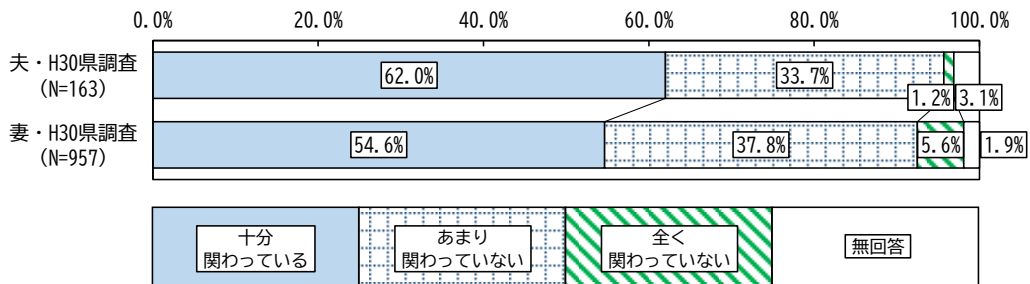 0.0% 20.0% 40.0% 60.0% 80.0% 100.0%
夫・H30県調査
(N=163)
62.0% 33.7% 1.2% 3.1%
妻・H30県調査
(N=957)
54.6% 37.8% 5.6% 1.9%
十分
関わっている
あまり
関わっていない
全く
関わっていない
無回答